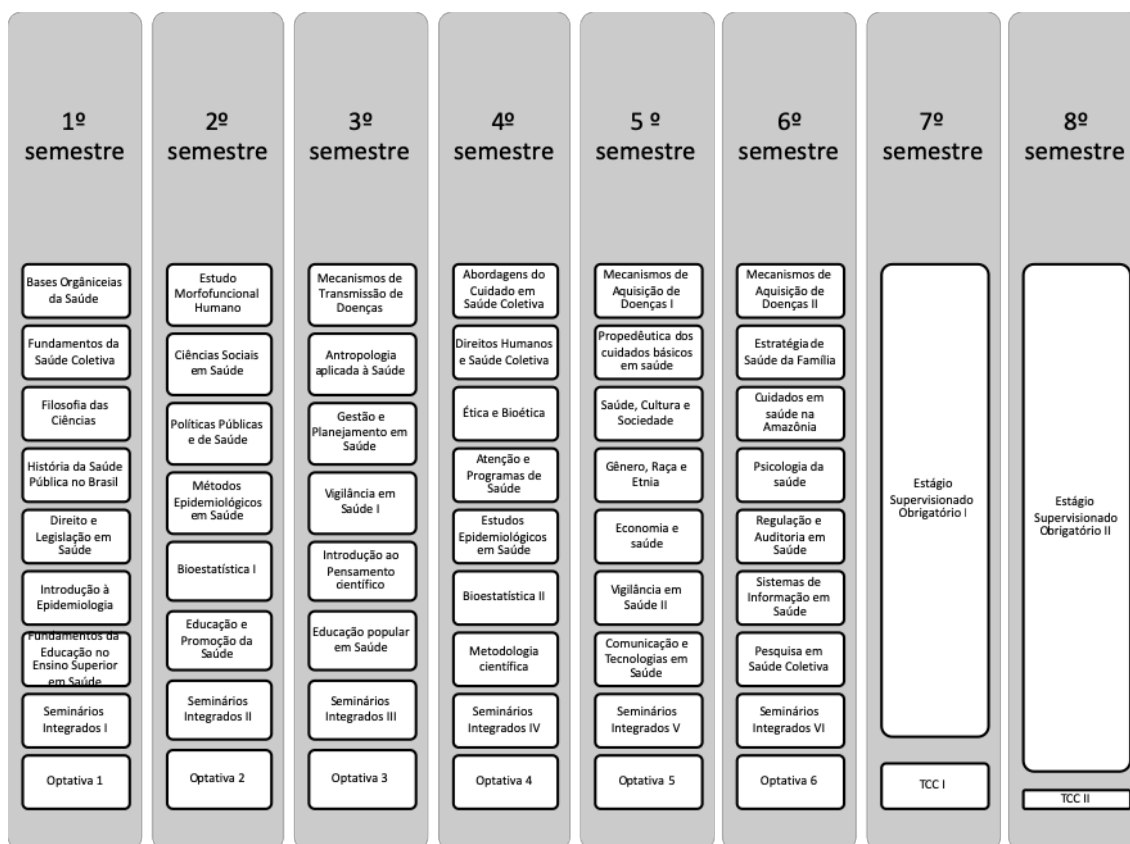 1º
semestre
Bases Orgâniceias
da Saúde
Fundamentos da
Saúde Coletiva
Filosofia das
Ciências
História da Saúde
Pública no Brasil
Direito e
Legislação em
Saúde
Introdução à
Epidemiologia
Fundamentos da
Educação no
Ensino Superior
em Saúde
Seminários
Integrados I
Optativa 1
2º
semestre
Estudo
Morfofuncional
Humano
Ciências Sociais
em Saúde
Políticas Públicas
e de Saúde
Métodos
Epidemiológicos
em Saúde
Bioestatística I
Educação e
Promoção da
Saúde
Seminários
Integrados II
Optativa 2
3º
semestre
Mecanismos de
Transmissão de
Doenças
Antropologia
aplicada à Saúde
Gestão e
Planejamento em
Saúde
Vigilância em
Saúde I
Introdução ao
Pensamento
científico
Educação popular
em Saúde
Seminários
Integrados III
Optativa 3
4º
semestre
Abordagens do
Cuidado em
Saúde Coletiva
Direitos Humanos
e Saúde Coletiva
Ética e Bioética
Atenção e
Programas de
Saúde
Estudos
Epidemiológicos
em Saúde
Bioestatística II
Metodologia
científica
Seminários
Integrados IV
Optativa 4
5 º
semestre
Mecanismos de
Aquisição de
Doenças I
Propedêutica dos
cuidados básicos
em saúde
Saúde, Cultura e
Sociedade
Gênero, Raça e
Etnia
Economia e
saúde
Vigilância em
Saúde II
Comunicação e
Tecnologias em
Saúde
Seminários
Integrados V
Optativa 5
6º
semestre
Mecanismos de
Aquisição de
Doenças II
Estratégia de
Saúde da Família
Cuidados em
saúde na
Amazônia
Psicologia da
saúde
Regulação e
Auditoria em
Saúde
Sistemas de
Informação em
Saúde
Pesquisa em
Saúde Coletiva
Seminários
Integrados VI
Optativa 6
7º
semestre
Estágio
Supervisionado
Obrigatório I
TCC I
8º
semestre
Estágio
Supervisionado
Obrigatório II
TCC II